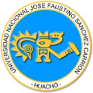 UNIVERSIDAD NACIONAL JOSE FAUSTINO SANCHEZ CARRION
- HUACHO -